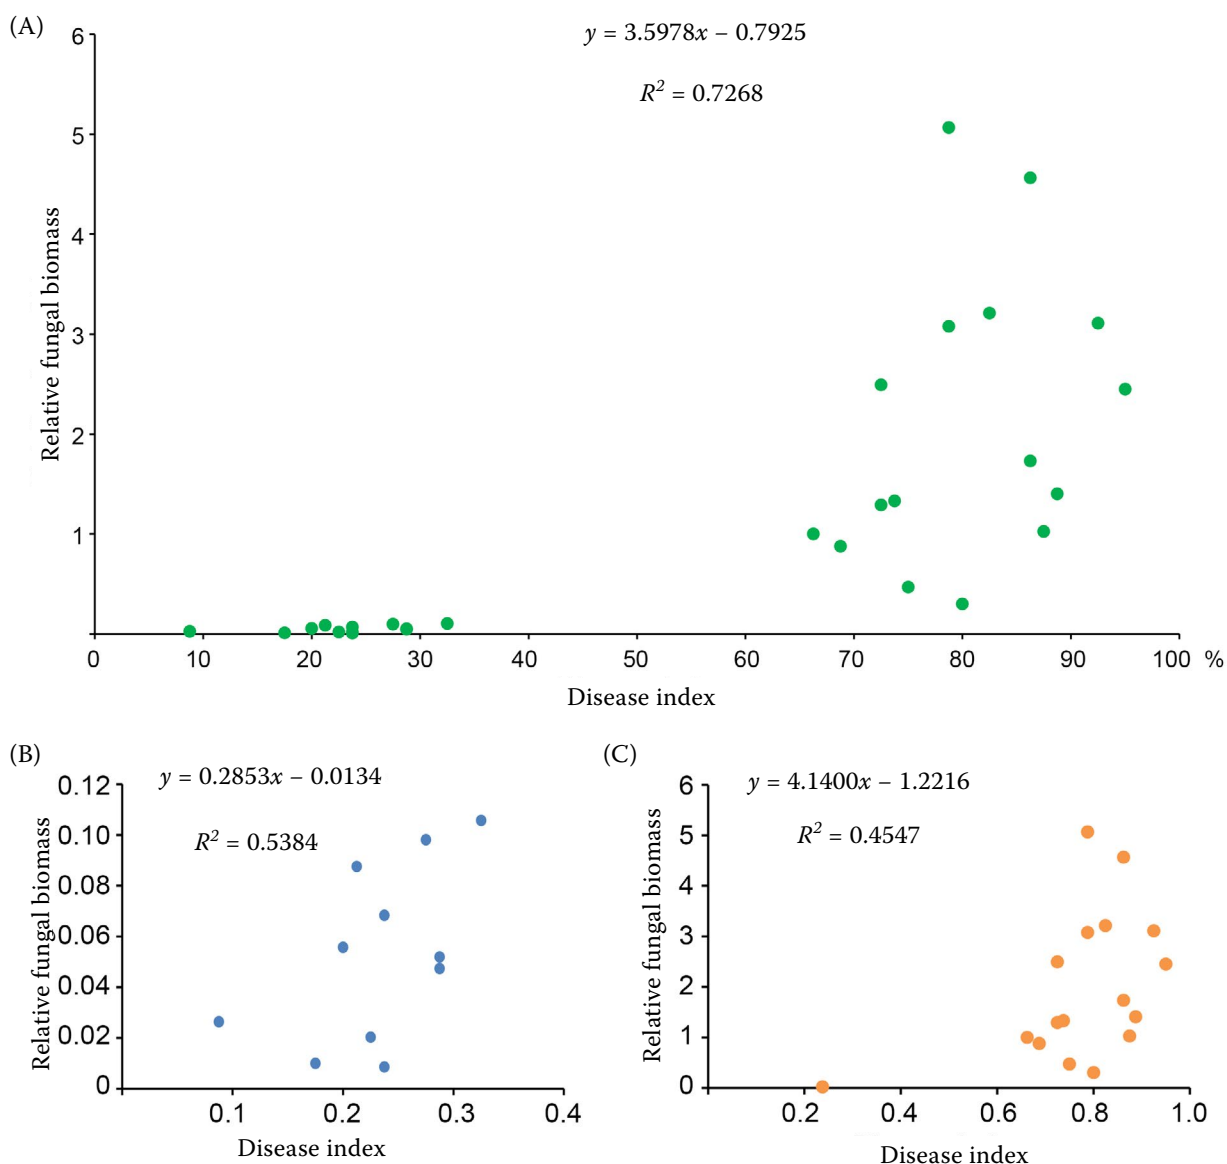 (A)
y = 3.5978x – 0.7925
R² = 0.7268
6
5
4
3
2
1
Relative fungal biomass
0 10 20 30 40 50 60 70 80 90 100 %
Disease index
(B)
y = 0.2853x – 0.0134
R² = 0.5384
0.12
0.10
0.08
0.06
0.04
0.02
0
Relative fungal biomass
0.1 0.2 0.3 0.4
Disease index
(C)
y = 4.1400x – 1.2216
R² = 0.4547
6
5
4
3
2
1
0
Relative fungal biomass
0.2 0.4 0.6 0.8 1.0
Disease index